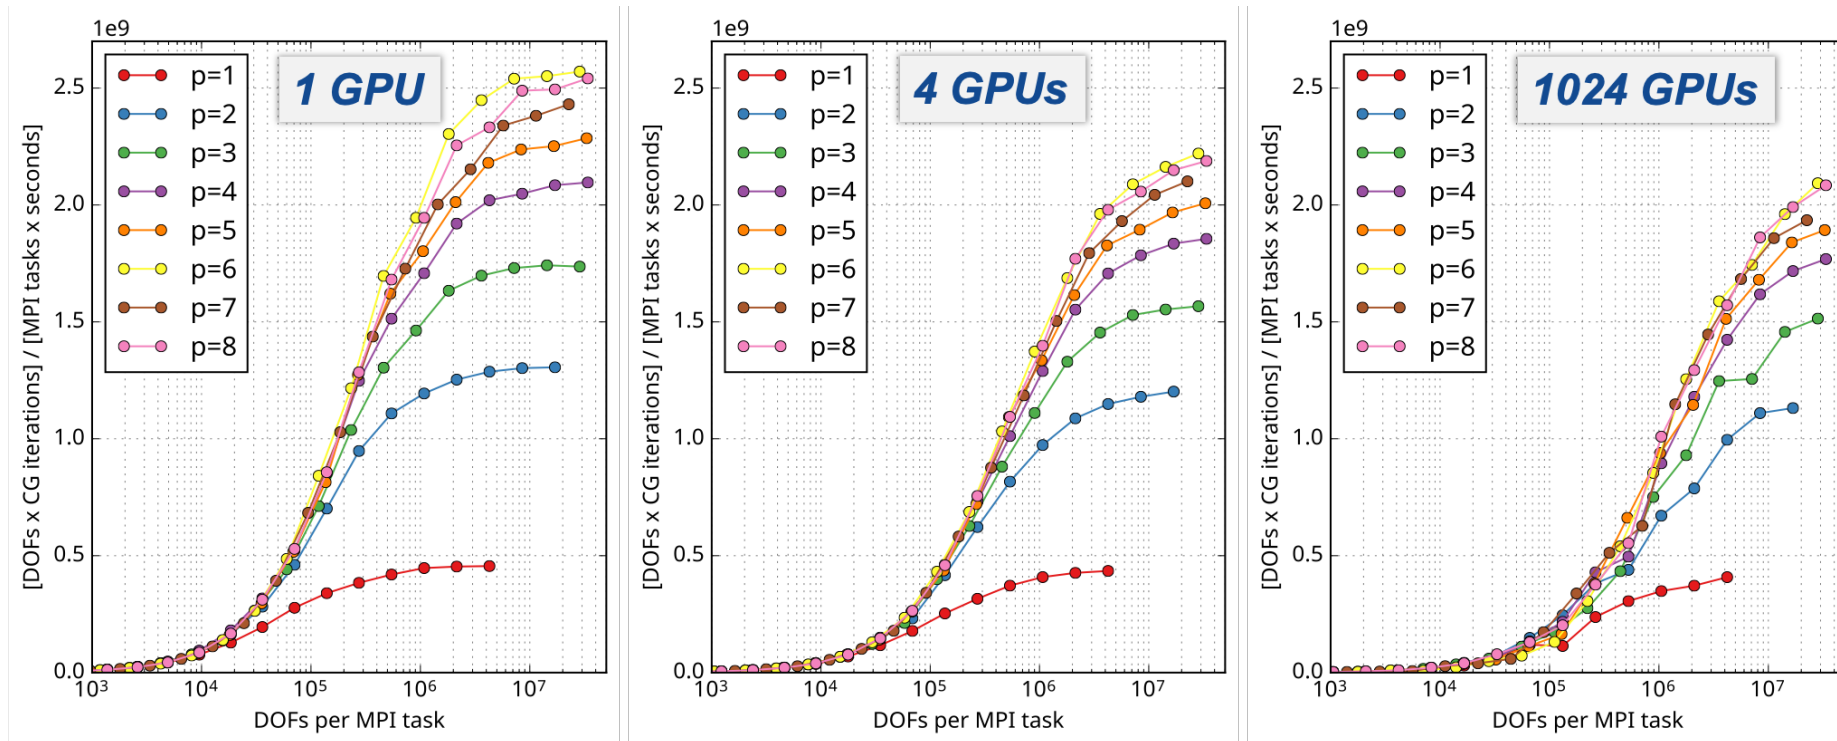 1e9
1 GPU
p=1
p=2
p=3
p=4
p=5
p=6
p=7
p=8
2.5
2.0
1.5
1.0
0.5
0.0
10³ 10⁴ 10⁵ 10⁶ 10⁷
DOFs per MPI task
[DOFs x CG iterations] / [MPI tasks x seconds]
1e9
4 GPUs
p=1
p=2
p=3
p=4
p=5
p=6
p=7
p=8
2.5
2.0
1.5
1.0
0.5
0.0
10³ 10⁴ 10⁵ 10⁶ 10⁷
DOFs per MPI task
[DOFs x CG iterations] / [MPI tasks x seconds]
1e9
1024 GPUs
p=1
p=2
p=3
p=4
p=5
p=6
p=7
p=8
2.5
2.0
1.5
1.0
0.5
0.0
10³ 10⁴ 10⁵ 10⁶ 10⁷
DOFs per MPI task
[DOFs x CG iterations] / [MPI tasks x seconds]